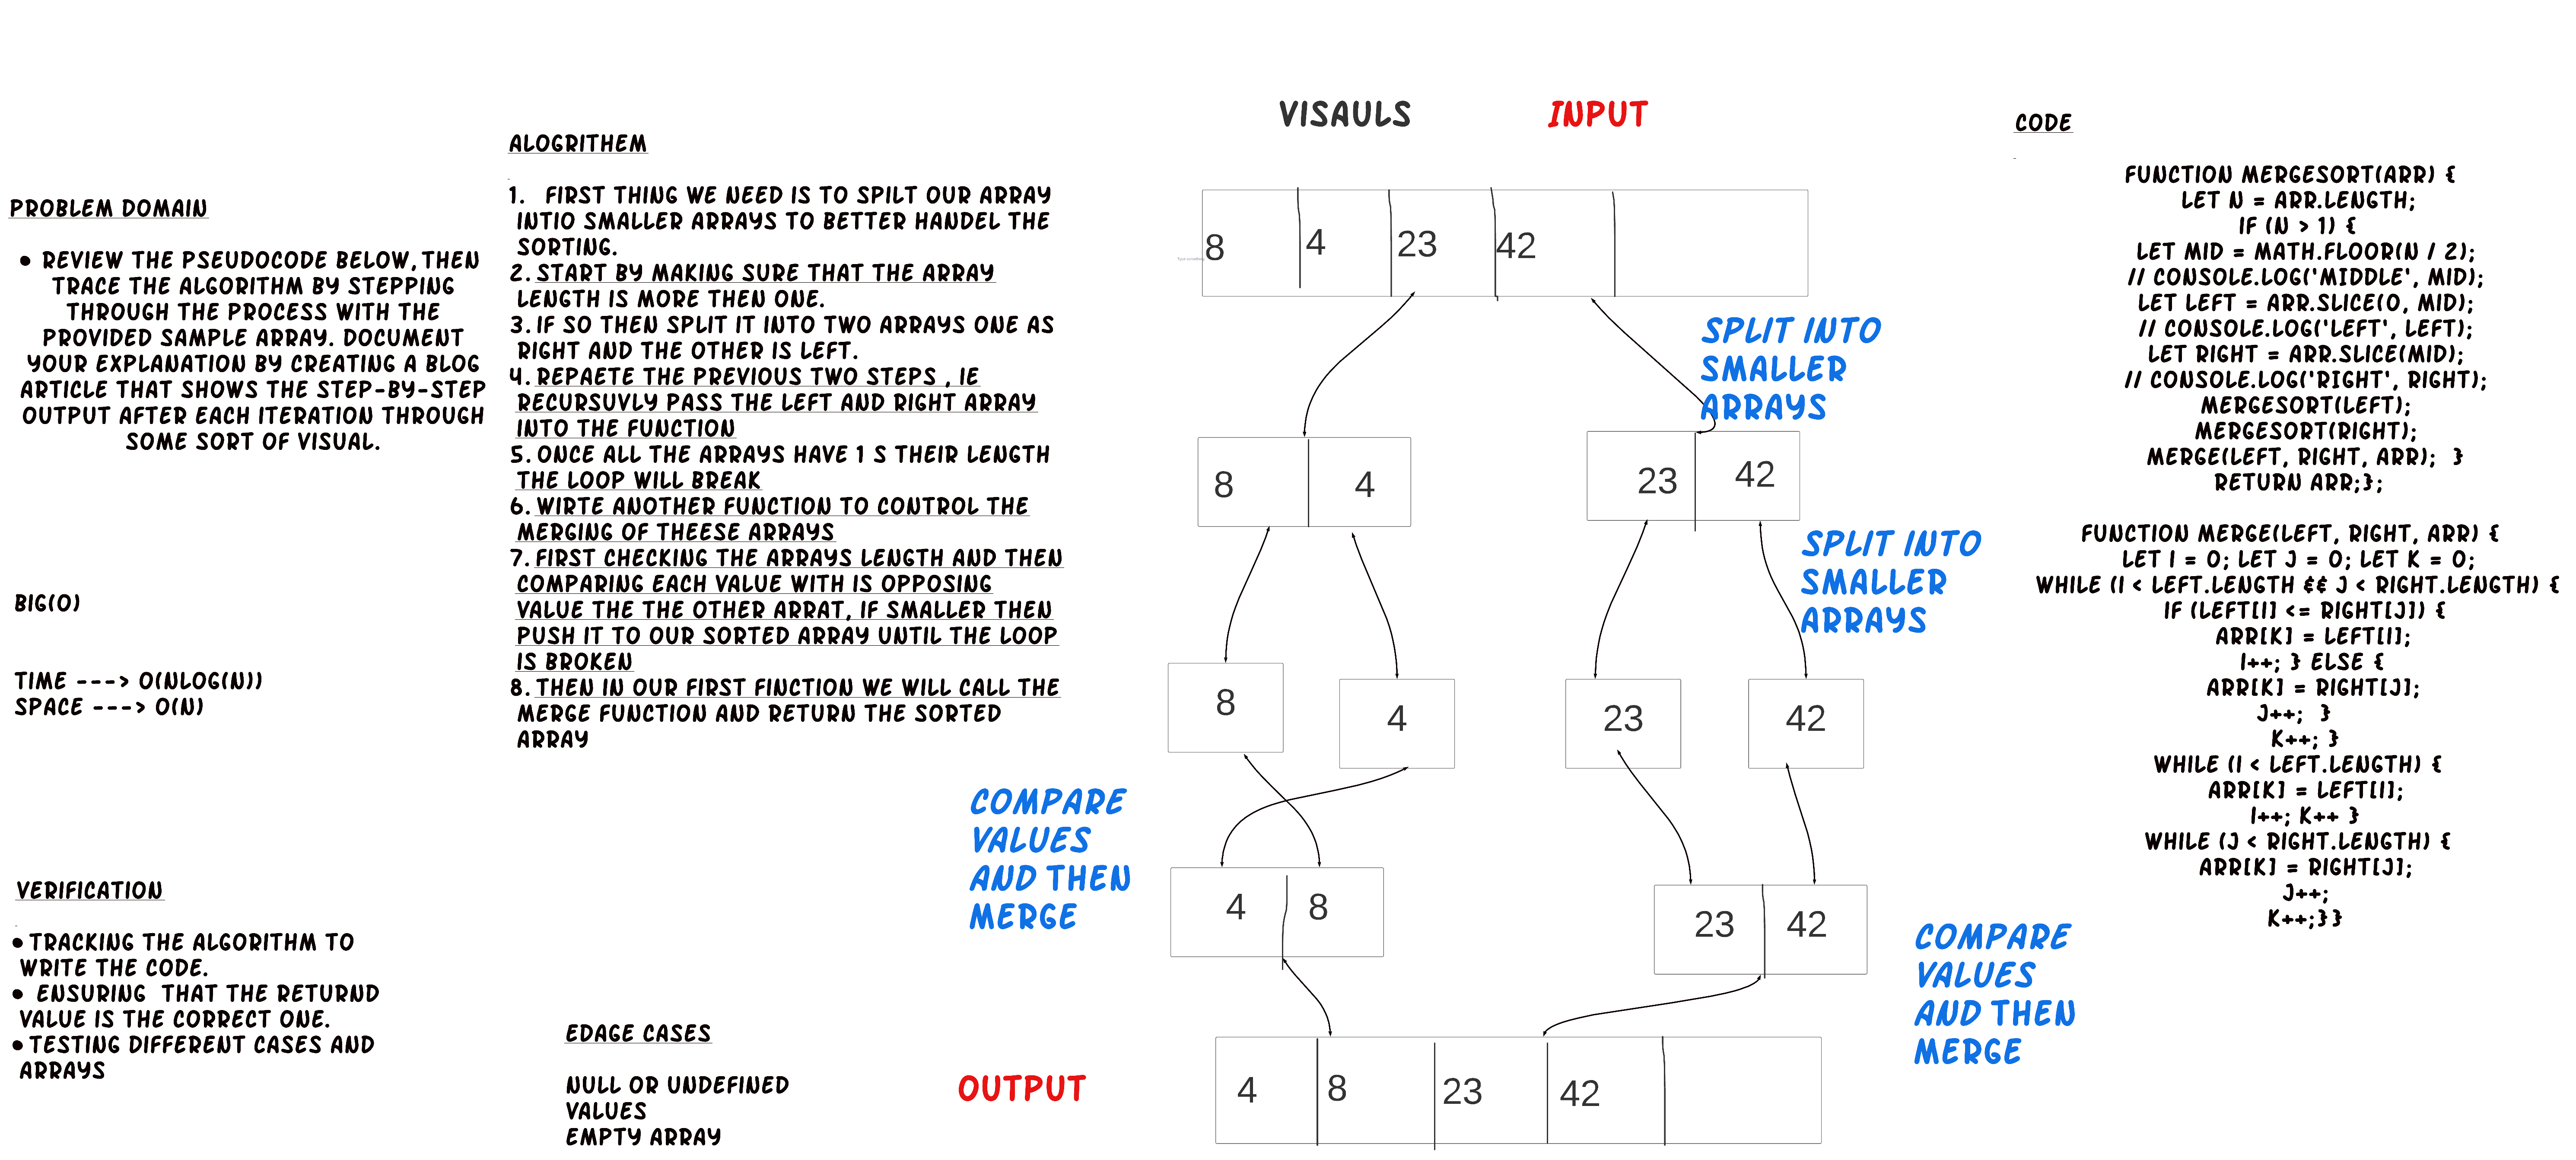 PROBLEM DOMAIN
• REVIEW THE PSEUDOCODE BELOW, THEN
TRACE THE ALGORITHM BY STEPPING
THROUGH THE PROCESS WITH THE
PROVIDED SAMPLE ARRAY. DOCUMENT
YOUR EXPLANATION BY CREATING A BLOG
ARTICLE THAT SHOWS THE STEP-BY-STEP
OUTPUT AFTER EACH ITERATION THROUGH
SOME SORT OF VISUAL.
BIG(O)
TIME ---> O(NLOG(N))
SPACE ---> O(N)
VERIFICATION
• TRACKING THE ALGORITHM TO
WRITE THE CODE.
• ENSURING THAT THE RETURND
VALUE IS THE CORRECT ONE.
• TESTING DIFFERENT CASES AND
ARRAYS
ALOGRITHEM
1. FIRST THING WE NEED IS TO SPILT OUR ARRAY
INTIO SMALLER ARRAYS TO BETTER HANDEL THE
SORTING.
2. START BY MAKING SURE THAT THE ARRAY
LENGTH IS MORE THEN ONE.
3. IF SO THEN SPLIT IT INTO TWO ARRAYS ONE AS
RIGHT AND THE OTHER IS LEFT.
4. REPAETE THE PREVIOUS TWO STEPS , IE
RECURSUVLY PASS THE LEFT AND RIGHT ARRAY
INTO THE FUNCTION
5. ONCE ALL THE ARRAYS HAVE 1 S THEIR LENGTH
THE LOOP WILL BREAK
6. WIRTE ANOTHER FUNCTION TO CONTROL THE
MERGING OF THEESE ARRAYS
7. FIRST CHECKING THE ARRAYS LENGTH AND THEN
COMPARING EACH VALUE WITH IS OPPOSING
VALUE THE THE OTHER ARRAT, IF SMALLER THEN
PUSH IT TO OUR SORTED ARRAY UNTIL THE LOOP
IS BROKEN
8. THEN IN OUR FIRST FINCTION WE WILL CALL THE
MERGE FUNCTION AND RETURN THE SORTED
ARRAY
EDAGE CASES
NULL OR UNDEFINED
VALUES
EMPTY ARRAY
VISAULS INPUT
8 4 23 42
SPLIT INTO
SMALLER
ARRAYS
8 4 23 42
SPLIT INTO
SMALLER
ARRAYS
8 4 23 42
COMPARE
VALUES
AND THEN
MERGE
4 8 23 42
COMPARE
VALUES
AND THEN
MERGE
OUTPUT
4 8 23 42
CODE
FUNCTION MERGESORT(ARR) {
LET N = ARR.LENGTH;
IF (N > 1) {
LET MID = MATH.FLOOR(N / 2);
// CONSOLE.LOG('MIDDLE', MID);
LET LEFT = ARR.SLICE(0, MID);
// CONSOLE.LOG('LEFT', LEFT);
LET RIGHT = ARR.SLICE(MID);
// CONSOLE.LOG('RIGHT', RIGHT);
MERGESORT(LEFT);
MERGESORT(RIGHT);
MERGE(LEFT, RIGHT, ARR); }
RETURN ARR;};
FUNCTION MERGE(LEFT, RIGHT, ARR) {
LET I = 0; LET J = 0; LET K = 0;
WHILE (I < LEFT.LENGTH && J < RIGHT.LENGTH) {
IF (LEFT[I] <= RIGHT[J]) {
ARR[K] = LEFT[I];
I++; } ELSE {
ARR[K] = RIGHT[J];
J++; }
K++; }
WHILE (I < LEFT.LENGTH) {
ARR[K] = LEFT[I];
I++; K++ }
WHILE (J < RIGHT.LENGTH) {
ARR[K] = RIGHT[J];
J++;
K++;}}